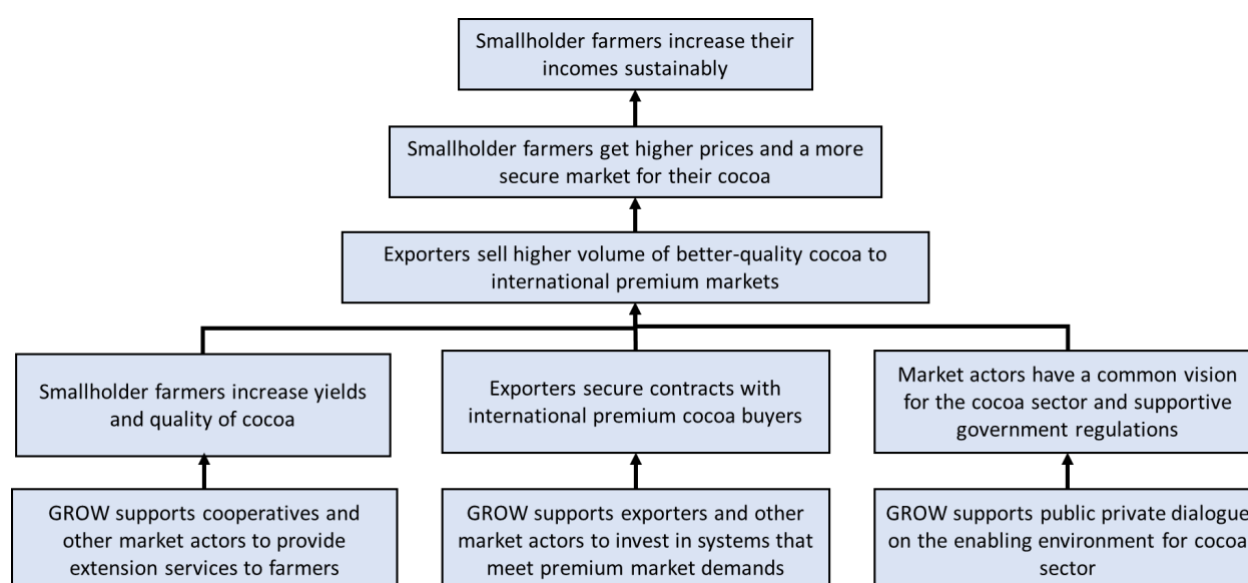 Smallholder farmers increase their
incomes sustainably
Smallholder farmers get higher prices and a more
secure market for their cocoa
Exporters sell higher volume of better-quality cocoa to
international premium markets
Smallholder farmers increase yields
and quality of cocoa
Exporters secure contracts with
international premium cocoa buyers
Market actors have a common vision
for the cocoa sector and supportive
government regulations
GROW supports cooperatives and
other market actors to provide
extension services to farmers
GROW supports exporters and other
market actors to invest in systems that
meet premium market demands
GROW supports public private dialogue
on the enabling environment for cocoa
sector